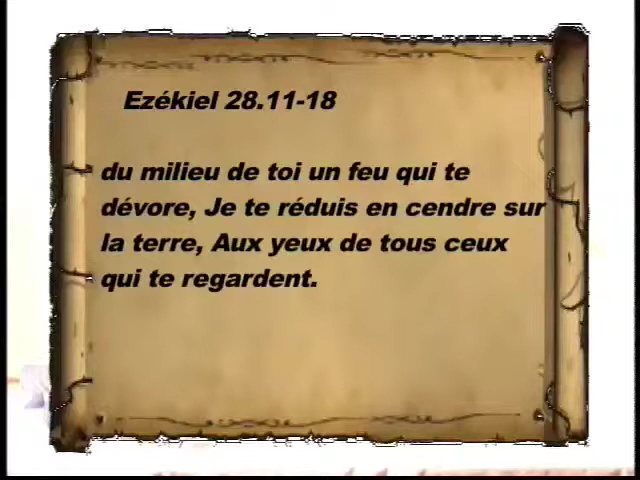 Ezékiel 28.11-18
du milieu de toi un feu qui te
dévore, Je te réduis en cendre sur
la terre, Aux yeux de tous ceux
qui te regardent.